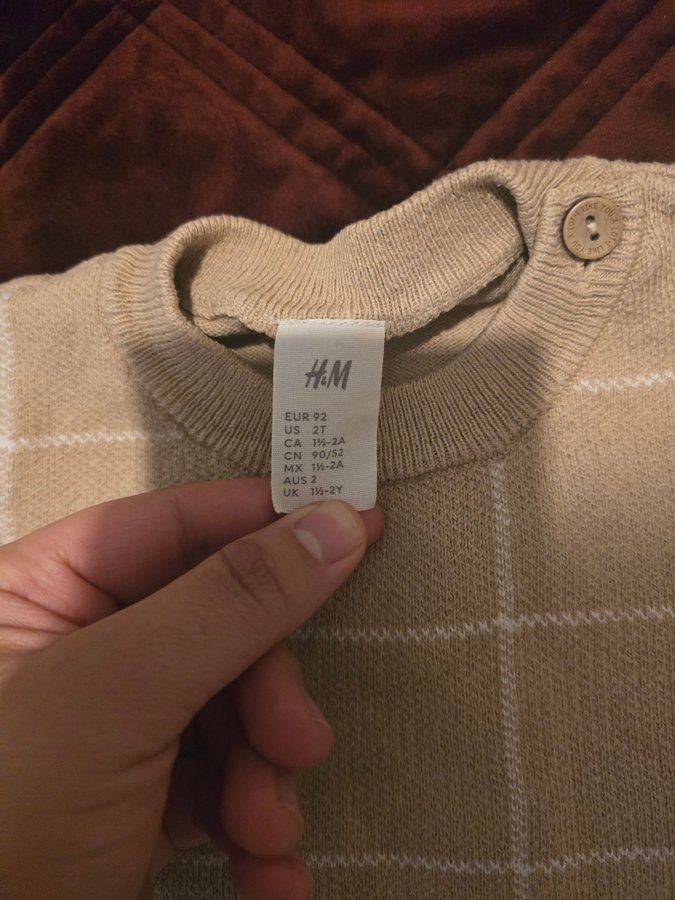 H&M
EUR 92
US 2T
CA 1½-2A
CN 90/52
MX 1½-2A
AUS 2
UK 1½-2Y